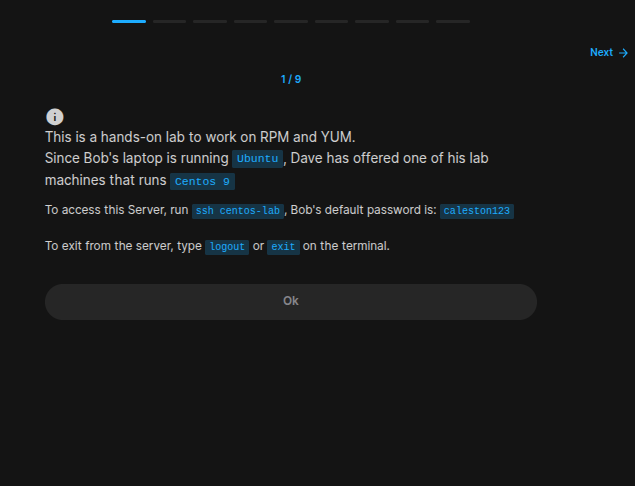 Next →
1 / 9
This is a hands-on lab to work on RPM and YUM.
Since Bob's laptop is running Ubuntu, Dave has offered one of his lab
machines that runs Centos 9
To access this Server, run ssh centos-lab, Bob's default password is: caleston123
To exit from the server, type logout or exit on the terminal.
Ok